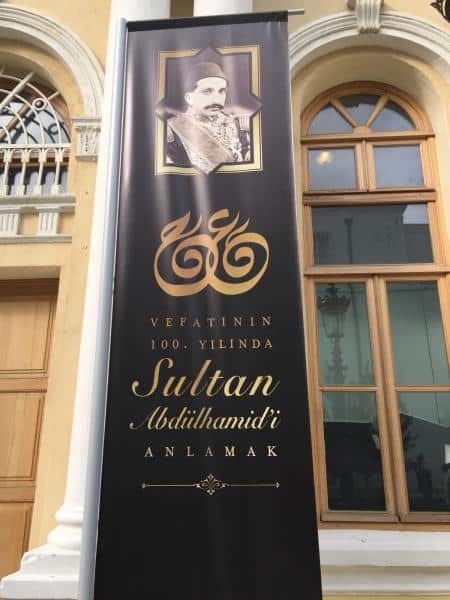 VEFATININ
100. YILINDA
Sultan
Abdülhamid'i
ANLAMAK